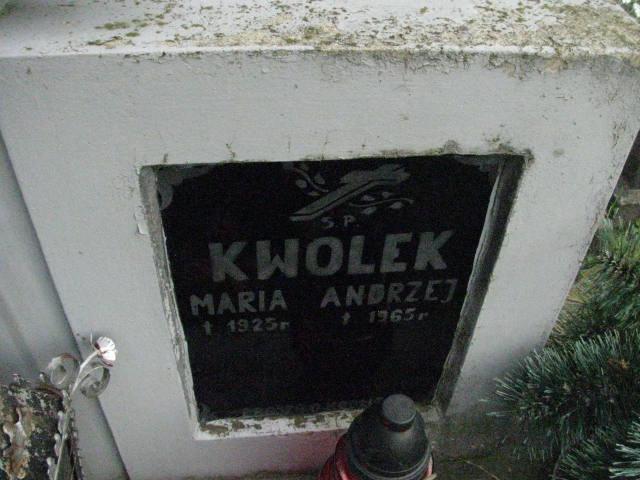 S.P.
KWOLEK
MARIA ANDRZEJ
† 1925r † 1965r